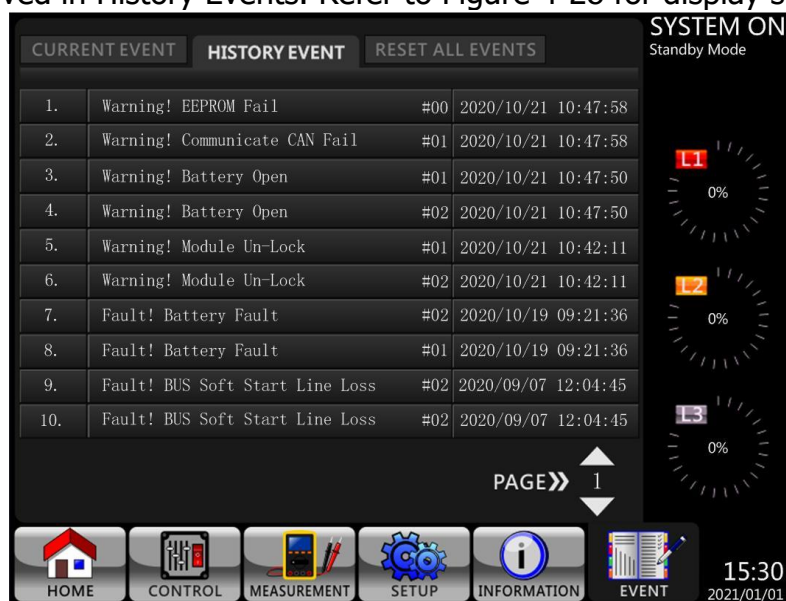 ved in History Events. Refer to Figure 4-26 for display s
SYSTEM ON
Standby Mode
CURRENT EVENT HISTORY EVENT RESET ALL EVENTS
1. Warning! EEPROM Fail #00 2020/10/21 10:47:58
2. Warning! Communicate CAN Fail #01 2020/10/21 10:47:58
3. Warning! Battery Open #01 2020/10/21 10:47:50
4. Warning! Battery Open #02 2020/10/21 10:47:50
5. Warning! Module Un-Lock #01 2020/10/21 10:42:11
6. Warning! Module Un-Lock #02 2020/10/21 10:42:11
7. Fault! Battery Fault #02 2020/10/19 09:21:36
8. Fault! Battery Fault #01 2020/10/19 09:21:36
9. Fault! BUS Soft Start Line Loss #02 2020/09/07 12:04:45
10. Fault! BUS Soft Start Line Loss #02 2020/09/07 12:04:45
L1
0%
L2
0%
L3
0%
PAGE» 1
HOME CONTROL MEASUREMENT SETUP INFORMATION EVENT
15:30
2021/01/01